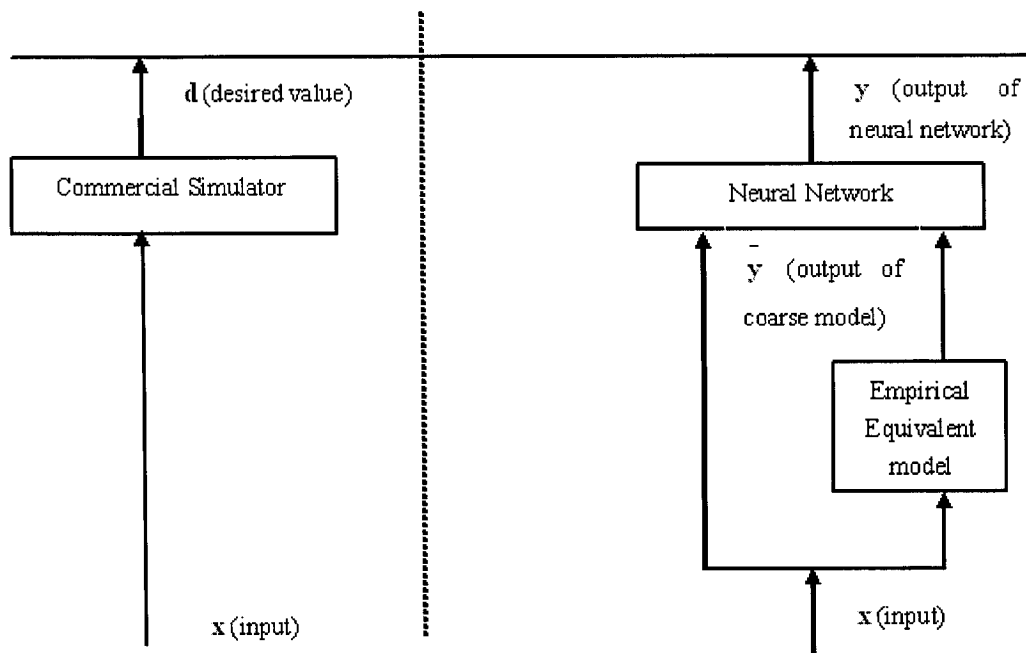 d (desired value)
Commercial Simulator
x (input)
y (output of
neural network)
Neural Network
ȳ (output of
coarse model)
Empirical
Equivalent
model
x (input)